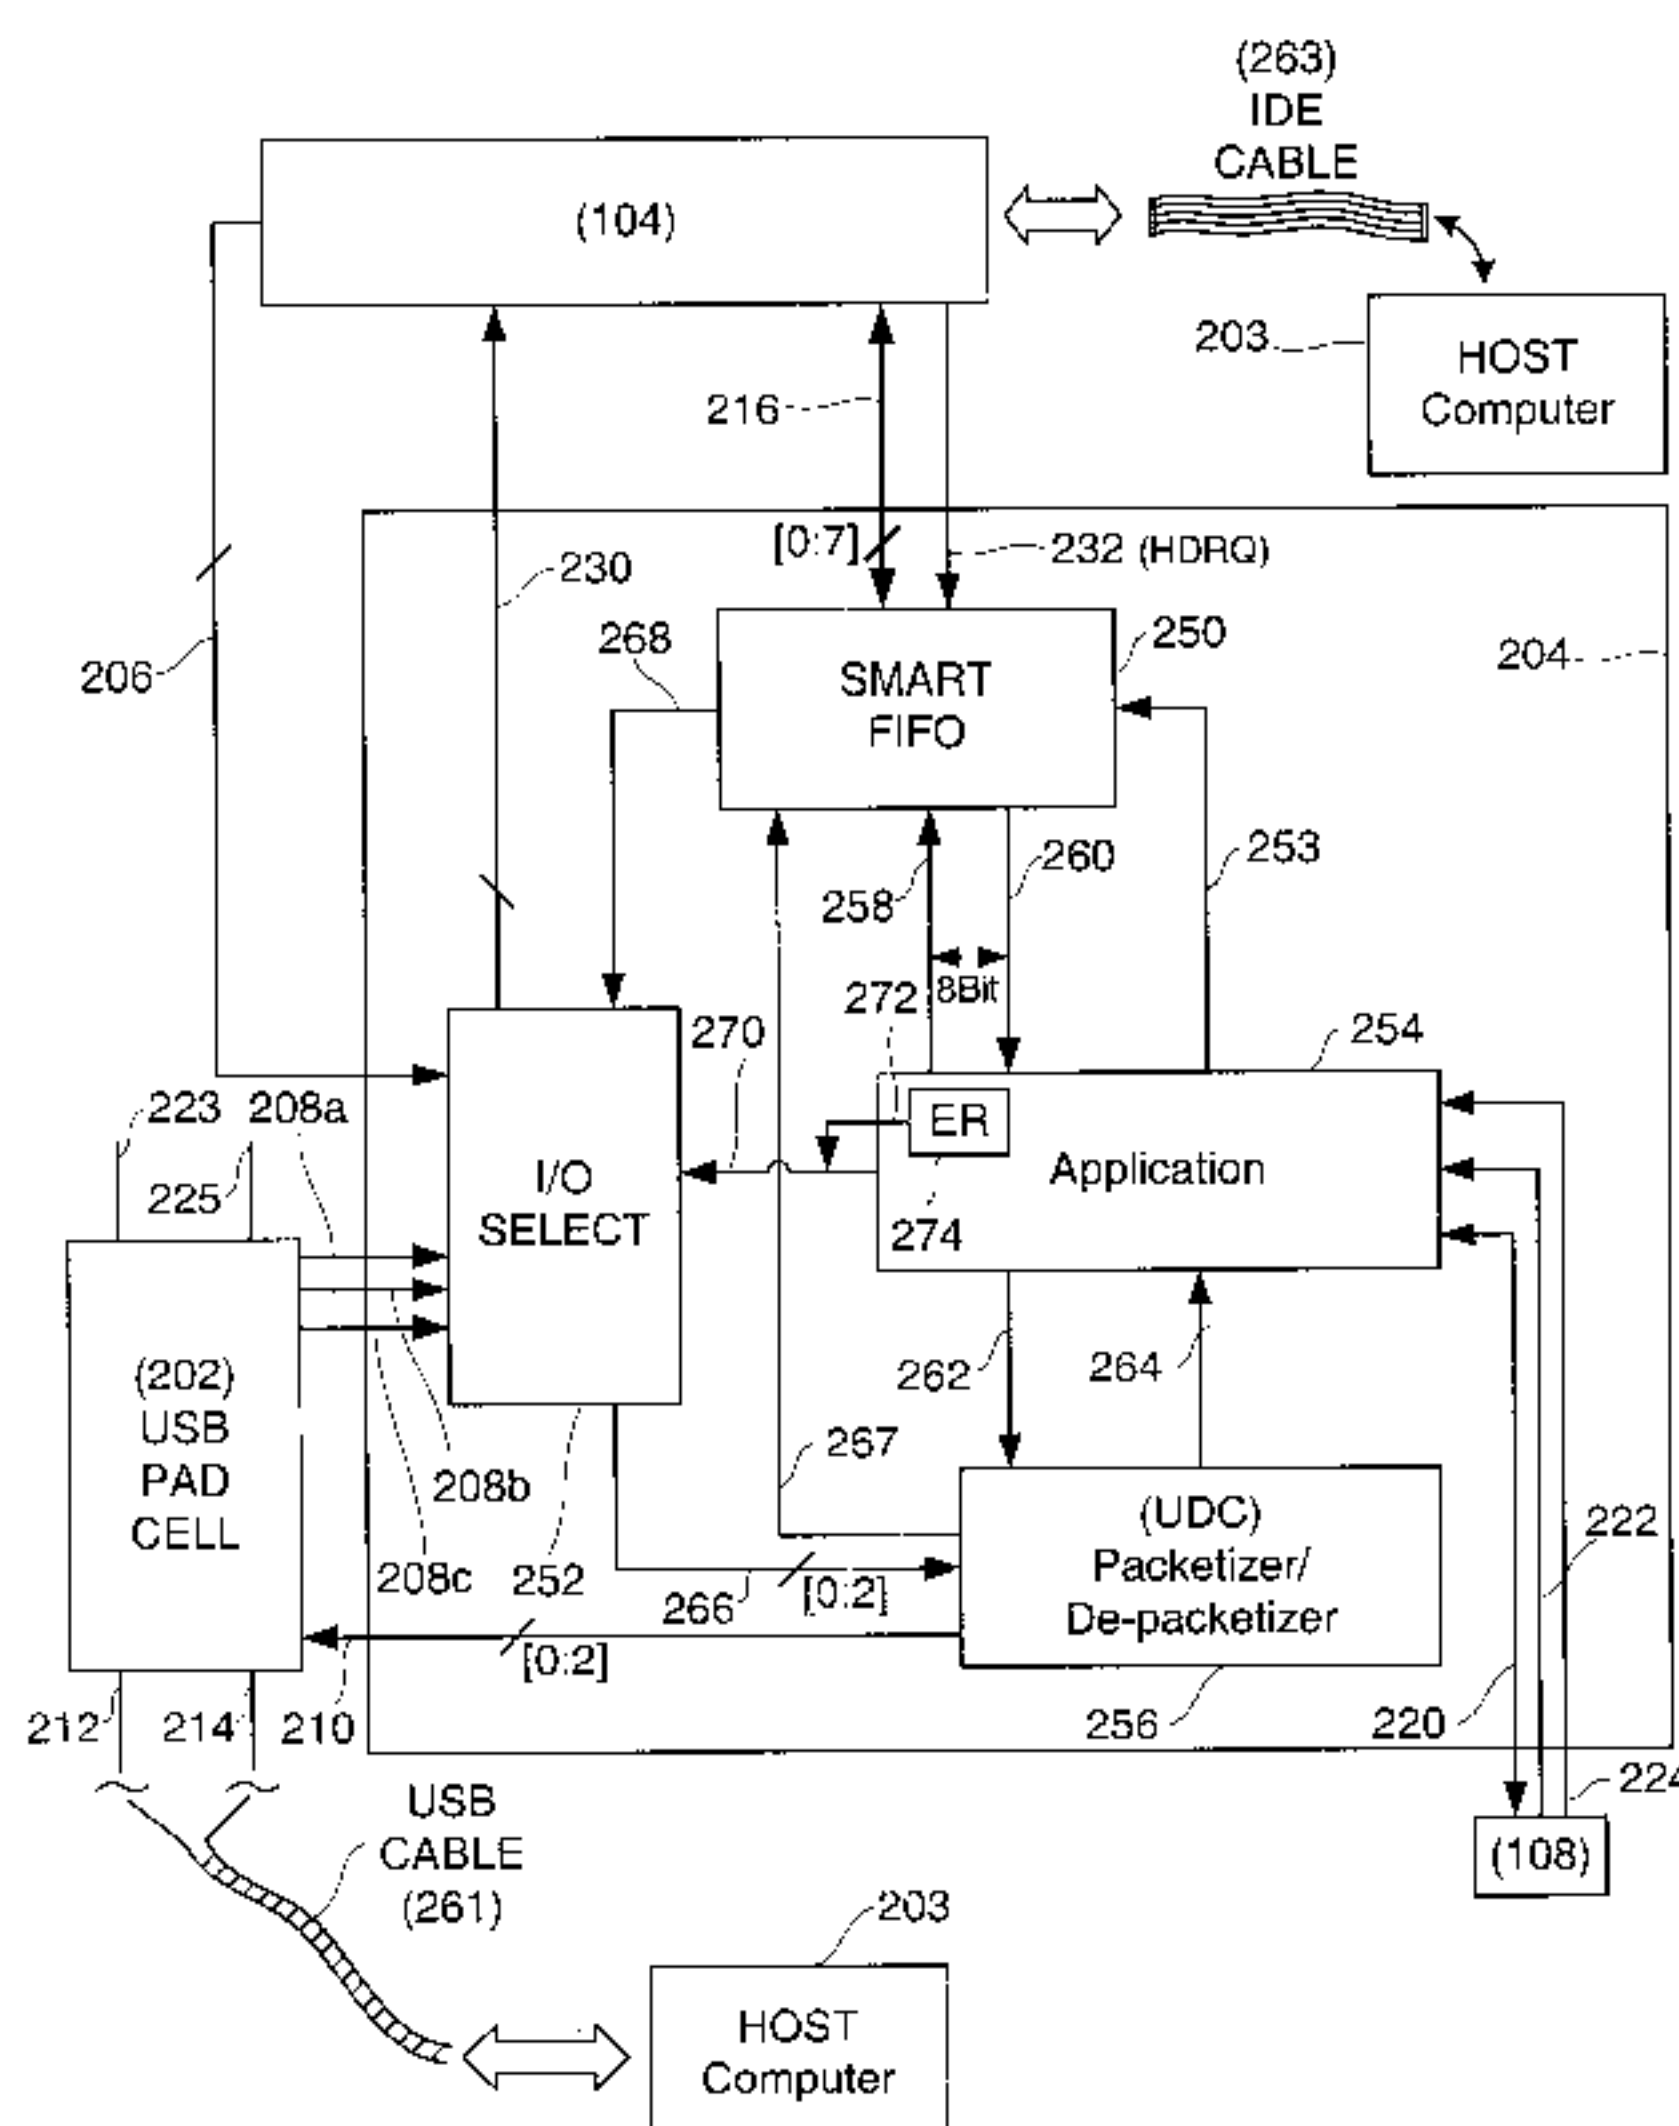 (263)
IDE
CABLE
(104)
203
HOST
Computer
216
[0:7]
232 (HDRQ)
230
268
250
204
206
SMART
FIFO
253
260
258
272
8Bit
270
254
223
208a
ER
225
I/O
SELECT
Application
274
(202)
USB
PAD
CELL
262
264
267
208b
(UDC)
Packetizer/
De-packetizer
222
208c
252
266
[0:2]
[0:2]
212
214
210
256
220
224
USB
CABLE
(261)
(108)
203
HOST
Computer